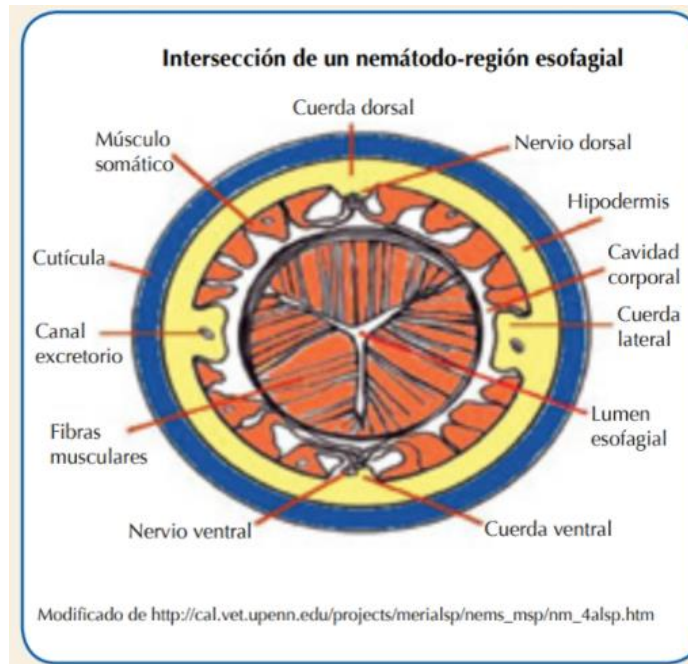 Intersección de un nemátodo-región esofagial
Cuerda dorsal
Músculo
somático
Nervio dorsal
Hipodermis
Cutícula
Cavidad
corporal
Canal
excretorio
Cuerda
lateral
Fibras
musculares
Lumen
esofagial
Nervio ventral
Cuerda ventral
Modificado de http://cal.vet.upenn.edu/projects/merialsp/nems_msp/nm_4alsp.htm